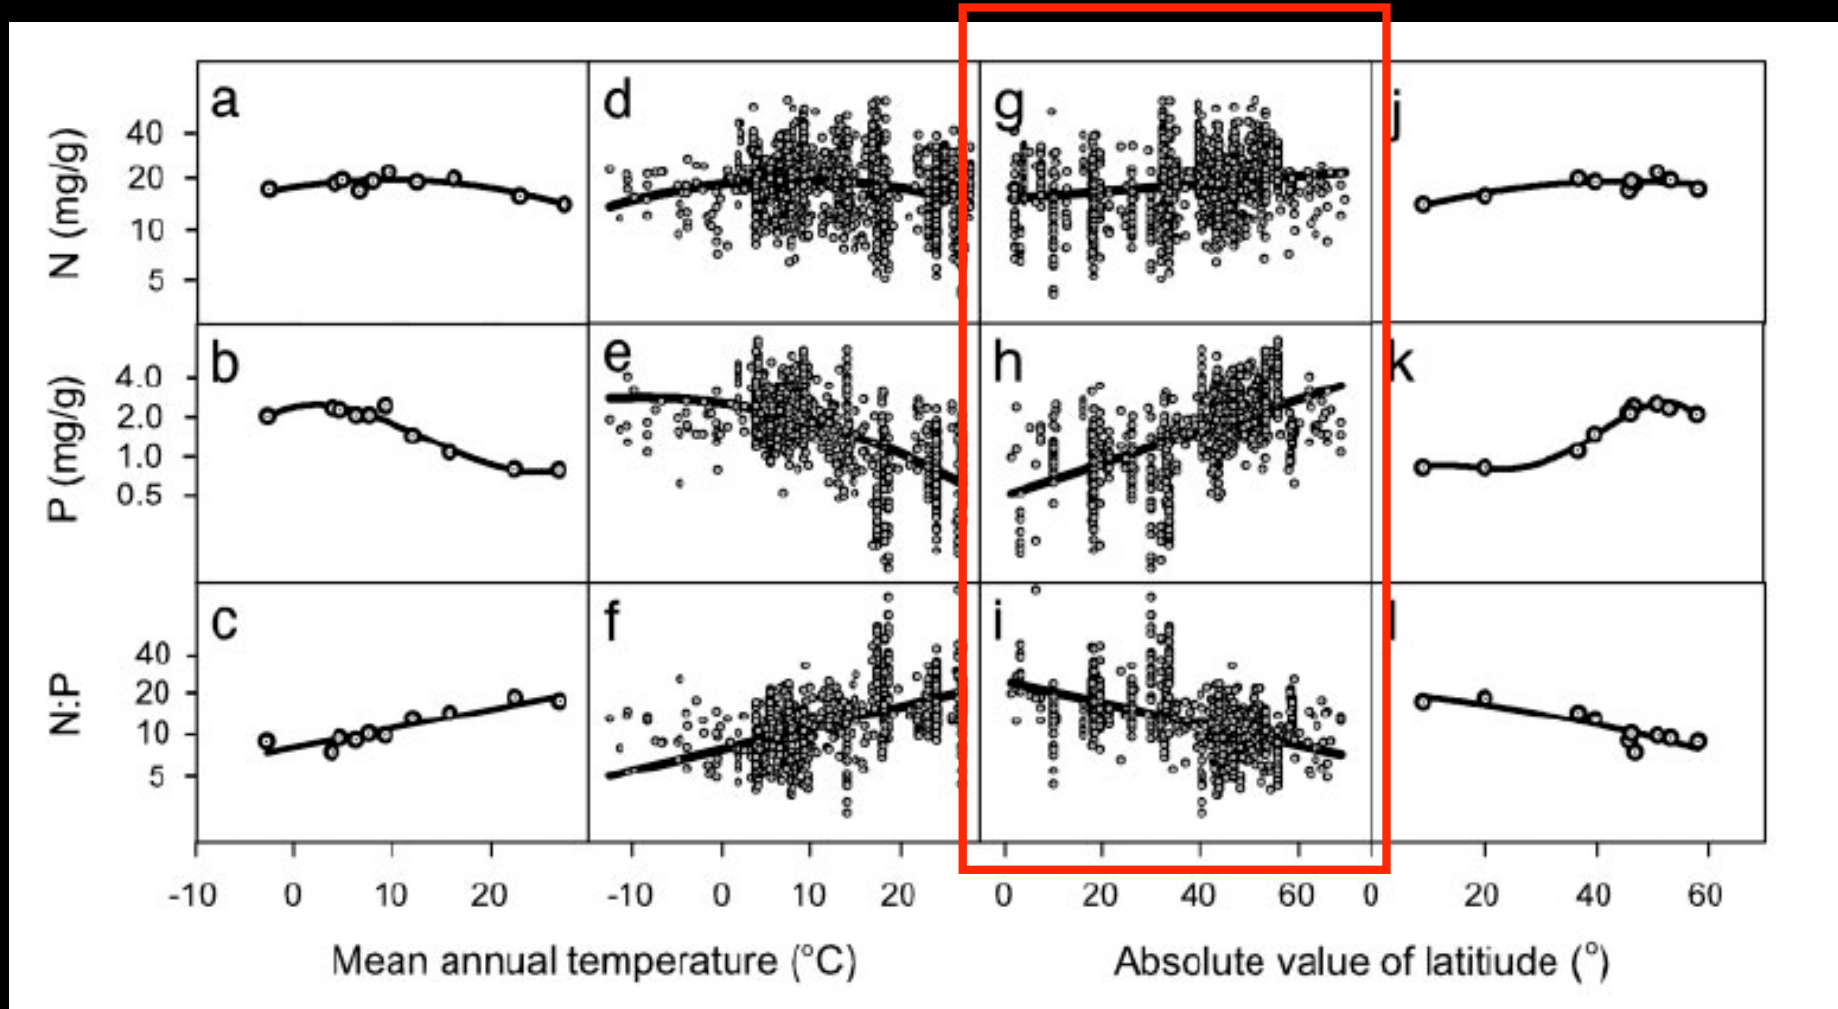 a d g j
N (mg/g)
40
20
10
5
b e h k
P (mg/g)
4.0
2.0
1.0
0.5
c f i l
N:P
40
20
10
5
-10 0 10 20 -10 0 10 20 0 20 40 60 0 20 40 60
Mean annual temperature (°C) Absolute value of latitiude (°)